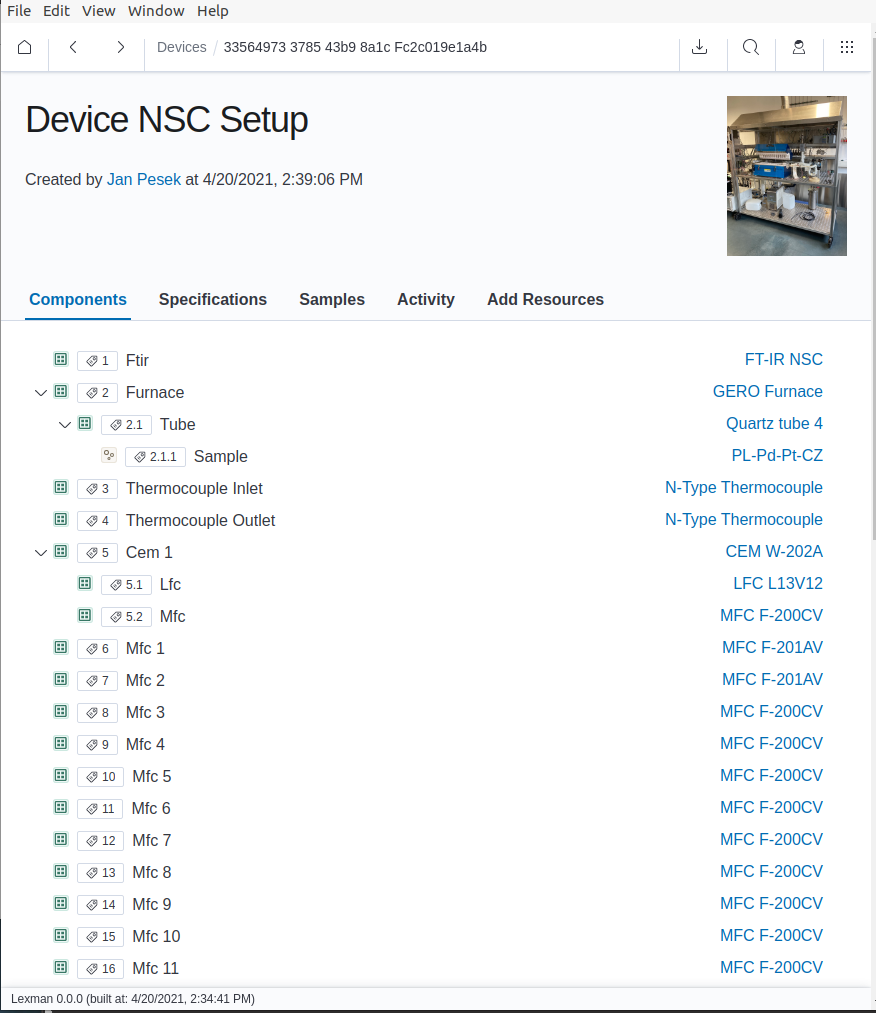 File Edit View Window Help
Devices / 33564973 3785 43b9 8a1c Fc2c019e1a4b
Device NSC Setup
Created by Jan Pesek at 4/20/2021, 2:39:06 PM
Components Specifications Samples Activity Add Resources
1 Ftir FT-IR NSC
2 Furnace GERO Furnace
2.1 Tube Quartz tube 4
2.1.1 Sample PL-Pd-Pt-CZ
3 Thermocouple Inlet N-Type Thermocouple
4 Thermocouple Outlet N-Type Thermocouple
5 Cem 1 CEM W-202A
5.1 Lfc LFC L13V12
5.2 Mfc MFC F-200CV
6 Mfc 1 MFC F-201AV
7 Mfc 2 MFC F-201AV
8 Mfc 3 MFC F-200CV
9 Mfc 4 MFC F-200CV
10 Mfc 5 MFC F-200CV
11 Mfc 6 MFC F-200CV
12 Mfc 7 MFC F-200CV
13 Mfc 8 MFC F-200CV
14 Mfc 9 MFC F-200CV
15 Mfc 10 MFC F-200CV
16 Mfc 11 MFC F-200CV
Lexman 0.0.0 (built at: 4/20/2021, 2:34:41 PM)